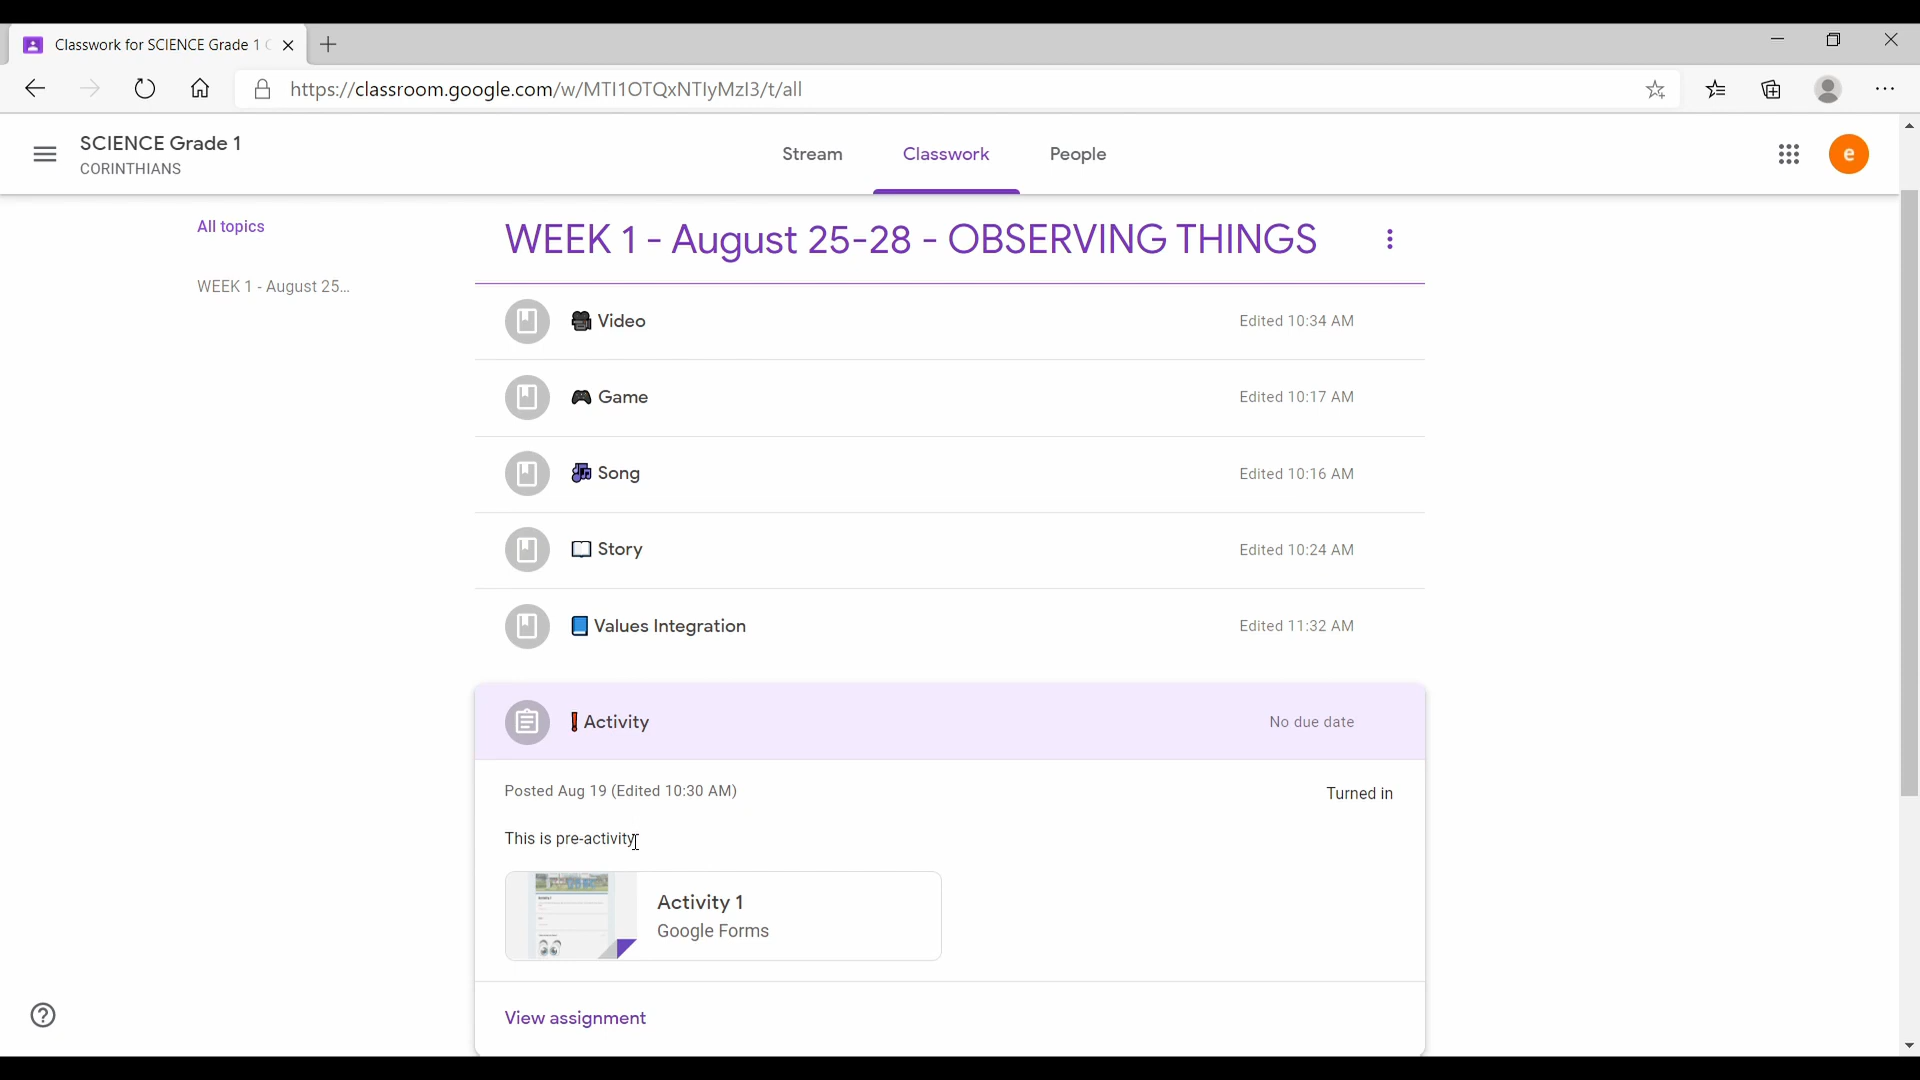 Classwork for SCIENCE Grade 1 C
https://classroom.google.com/w/MTI1OTQxNTIyMzI3/t/all
SCIENCE Grade 1
CORINTHIANS
Stream
Classwork
People
e
All topics
WEEK 1 - August 25...
WEEK 1 - August 25-28 - OBSERVING THINGS
Video
Edited 10:34 AM
Game
Edited 10:17 AM
Song
Edited 10:16 AM
Story
Edited 10:24 AM
Values Integration
Edited 11:32 AM
❗Activity
No due date
Posted Aug 19 (Edited 10:30 AM)
Turned in
This is pre-activity
Activity 1
Google Forms
View assignment